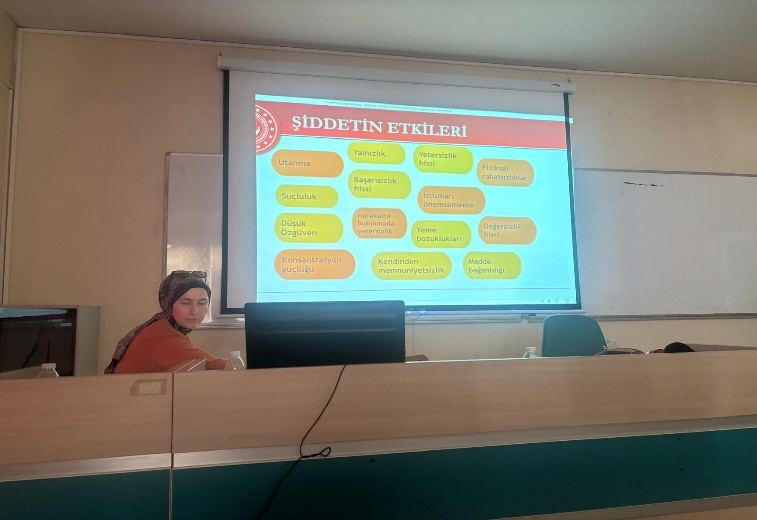 ŞİDDETİN ETKİLERİ
Utanma
Yalnızlık
Yetersizlik
hissi
Fiziksel
rahatsızlıklar
Suçluluk
Başarısızlık
hissi
İstismarı
önemsememe
Düşük
Özgüven
Harekette
bulunmada
yetersizlik
Yeme
bozuklukları
Değersizlik
hissi
Konsantrasyon
güçlüğü
Kendinden
memnuniyetsizlik
Madde
bağımlılığı